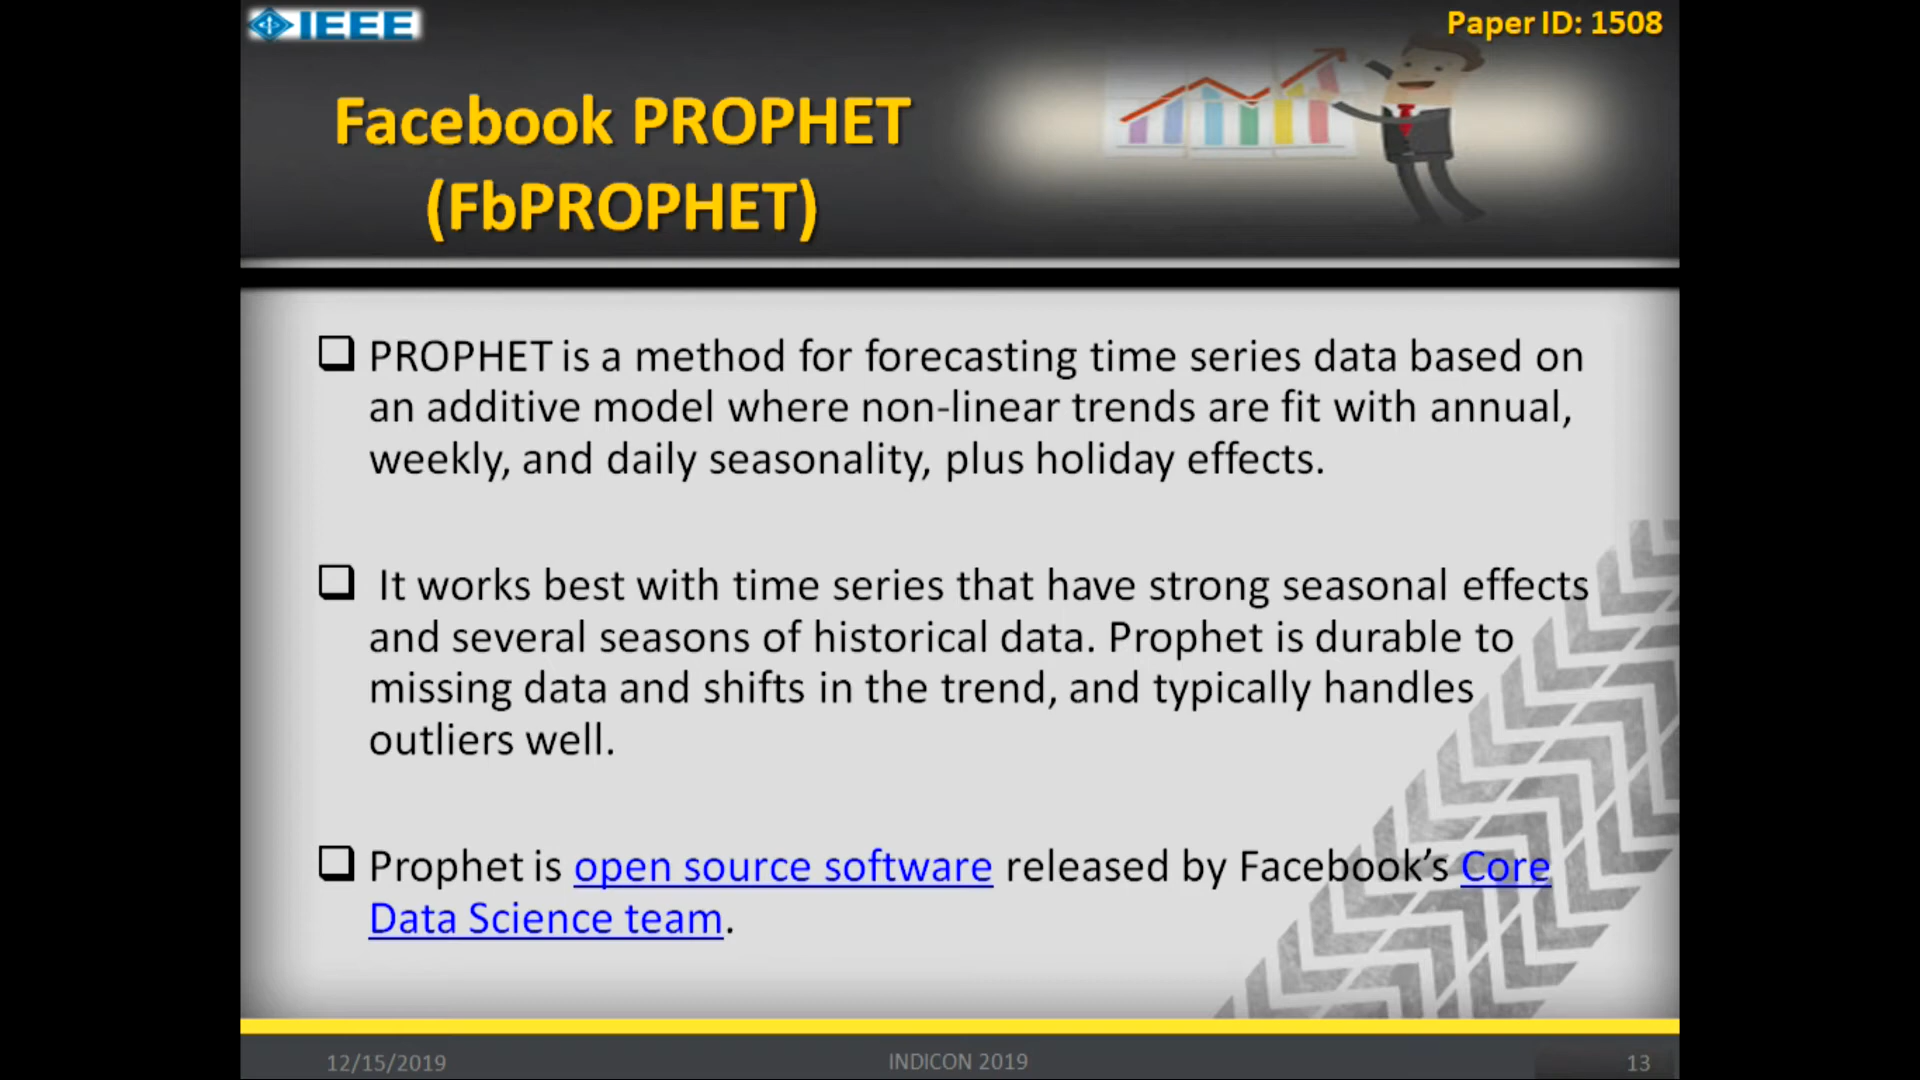 IEEE
Paper ID: 1508
Facebook PROPHET
(FbPROPHET)
PROPHET is a method for forecasting time series data based on
an additive model where non-linear trends are fit with annual,
weekly, and daily seasonality, plus holiday effects.
It works best with time series that have strong seasonal effects
and several seasons of historical data. Prophet is durable to
missing data and shifts in the trend, and typically handles
outliers well.
Prophet is open source software released by Facebook’s Core
Data Science team.
12/15/2019
INDICON 2019
13